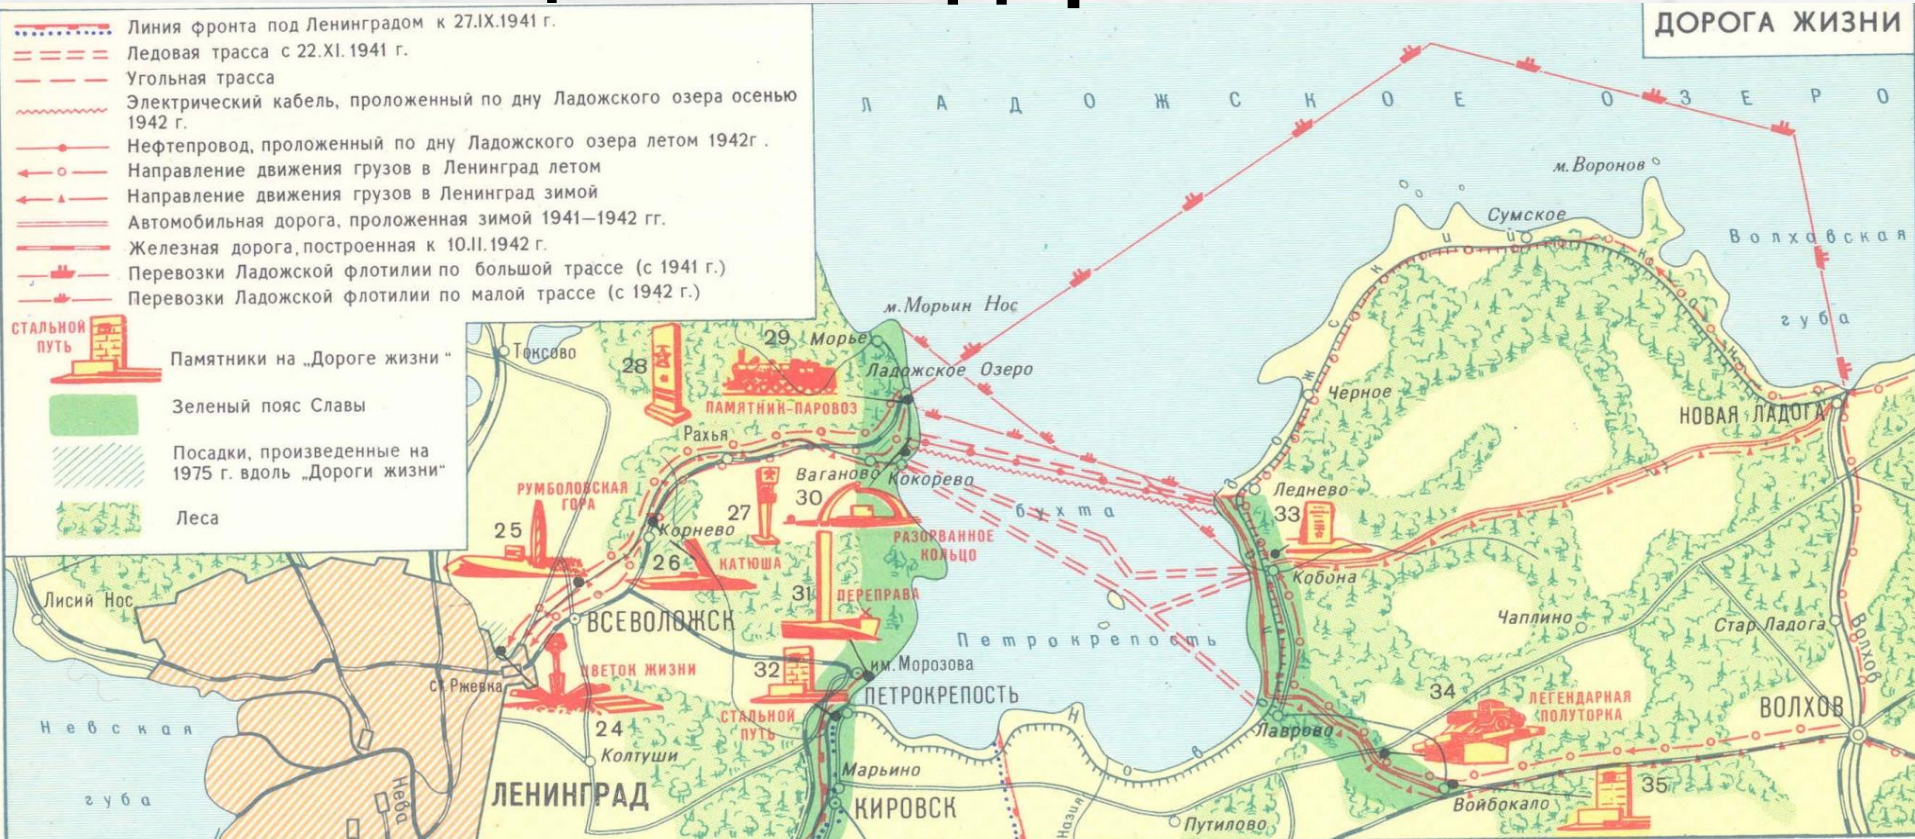 ДОРОГА ЖИЗНИ
Линия фронта под Ленинградом к 27.IX.1941 г.
Ледовая трасса с 22.XI.1941 г.
Угольная трасса
Электрический кабель, проложенный по дну Ладожского озера осенью
1942 г.
Нефтепровод, проложенный по дну Ладожского озера летом 1942г.
Направление движения грузов в Ленинград летом
Направление движения грузов в Ленинград зимой
Автомобильная дорога, проложенная зимой 1941—1942 гг.
Железная дорога, построенная к 10.II.1942 г.
Перевозки Ладожской флотилии по большой трассе (с 1941 г.)
Перевозки Ладожской флотилии по малой трассе (с 1942 г.)
СТАЛЬНОЙ
ПУТЬ
Памятники на „Дороге жизни“
Зеленый пояс Славы
Посадки, произведенные на
1975 г. вдоль „Дороги жизни“
Леса
ЛАДОЖСКОЕ ОЗЕРО
м. Воронов
Сумское
Волховская
губа
м. Морьин Нос
Токсово
28
29
Морье
Ладожское Озеро
ПАМЯТНИК-ПАРОВОЗ
Черное
НОВАЯ ЛАДОГА
Рахья
Ваганово
Кокорево
РУМБОЛОВСКАЯ
ГОРА
25
27
30
Леднево
33
бухта
Корнево
26
КАТЮША
РАЗОРВАННОЕ
КОЛЬЦО
Кобона
Лисий Нос
31
ПЕРЕПРАВА
ВСЕВОЛОЖСК
Чаплино
Стар. Ладога
Волхов
Петрокрепость
32
им. Морозова
ЦВЕТОК ЖИЗНИ
ст. Ржевка
ПЕТРОКРЕПОСТЬ
34
ЛЕГЕНДАРНАЯ
ПОЛУТОРКА
ВОЛХОВ
СТАЛЬНОЙ
ПУТЬ
24
Невская
губа
Колтуши
Лаврово
Марьино
ЛЕНИНГРАД
Нева
КИРОВСК
Назия
Путилово
Войбокало
35